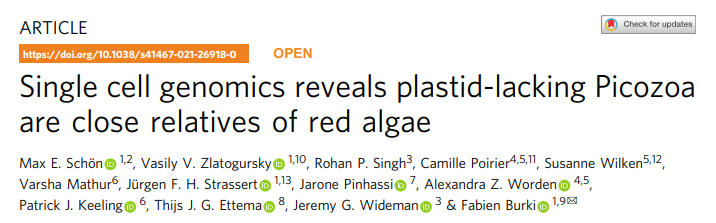 ARTICLE
Check for updates
https://doi.org/10.1038/s41467-021-26918-0 OPEN
Single cell genomics reveals plastid-lacking Picozoa
are close relatives of red algae
Max E. Schön 1,2, Vasily V. Zlatogursky 1,10, Rohan P. Singh3, Camille Poirier4,5,11, Susanne Wilken5,12,
Varsha Mathur6, Jürgen F. H. Strassert 1,13, Jarone Pinhassi 7, Alexandra Z. Worden 4,5,
Patrick J. Keeling 6, Thijs J. G. Ettema 8, Jeremy G. Wideman 3 & Fabien Burki 1,9✉